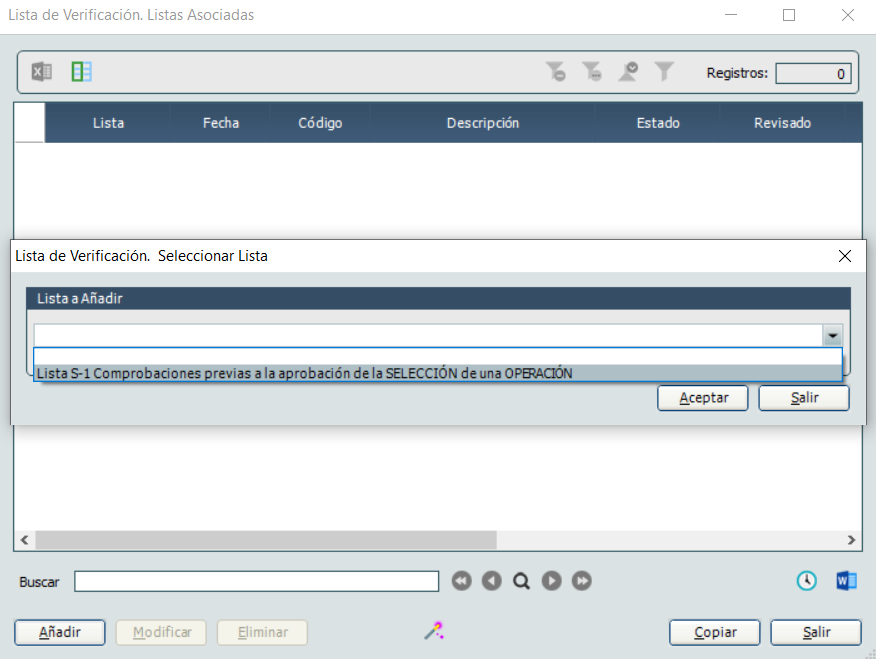 Lista de Verificación. Listas Asociadas
Registros: 0
Lista Fecha Código Descripción Estado Revisado
Lista de Verificación. Seleccionar Lista
Lista a Añadir
Lista S-1 Comprobaciones previas a la aprobación de la SELECCIÓN de una OPERACIÓN
Aceptar Salir
Buscar
Añadir Modificar Eliminar Copiar Salir